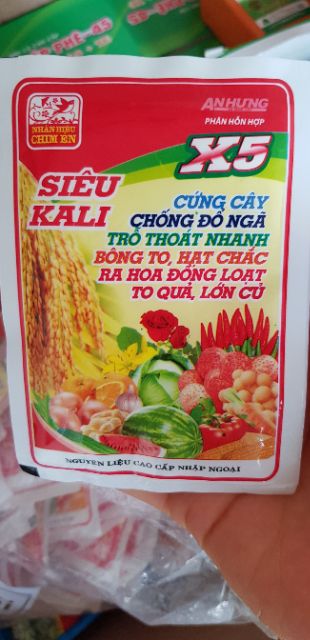 NHÃN HIỆU
CHIM ÉN
AN HƯNG
PHÂN HỖN HỢP
X5
SIÊU
KALI
CỨNG CÂY
CHỐNG ĐỔ NGÃ
TRỔ THOÁT NHANH
BÔNG TO, HẠT CHẮC
RA HOA ĐỒNG LOẠT
TO QUẢ, LỚN CỦ
NGUYÊN LIỆU CAO CẤP NHẬP NGOẠI